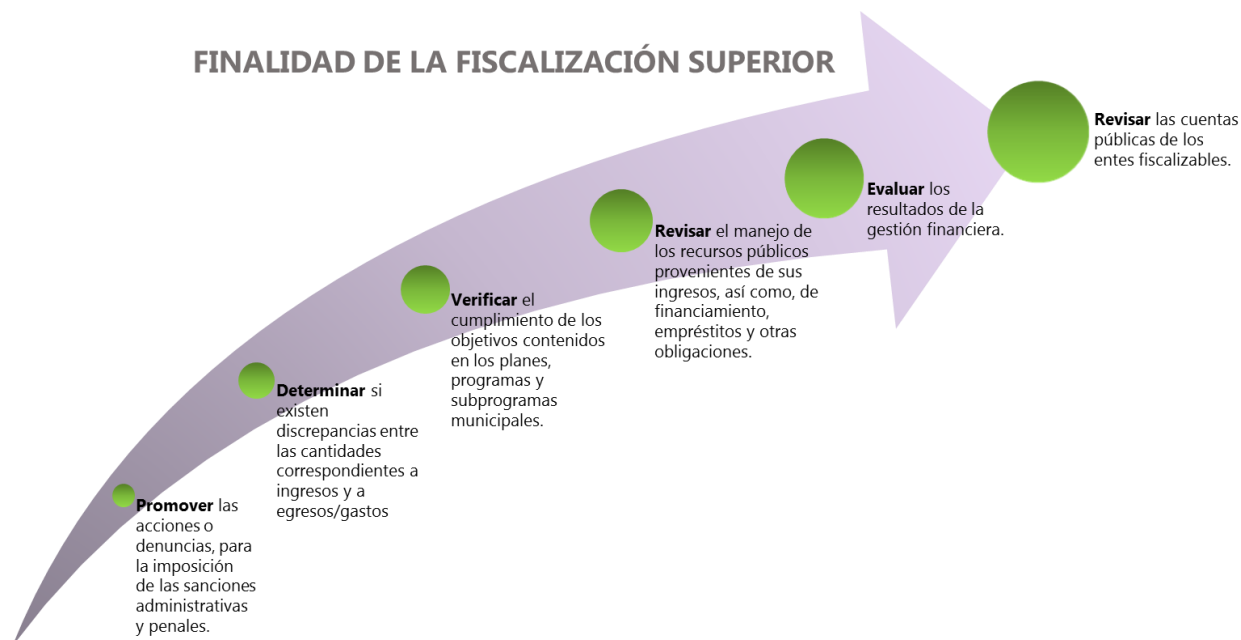 FINALIDAD DE LA FISCALIZACIÓN SUPERIOR
Promover las
acciones o
denuncias, para
la imposición
de las sanciones
administrativas
y penales.
Determinar si
existen
discrepancias entre
las cantidades
correspondientes a
ingresos y a
egresos/gastos
Verificar el
cumplimiento de los
objetivos contenidos
en los planes,
programas y
subprogramas
municipales.
Revisar el manejo de
los recursos públicos
provenientes de sus
ingresos, así como, de
financiamiento,
empréstitos y otras
obligaciones.
Evaluar los
resultados de la
gestión financiera.
Revisar las cuentas
públicas de los
entes fiscalizables.